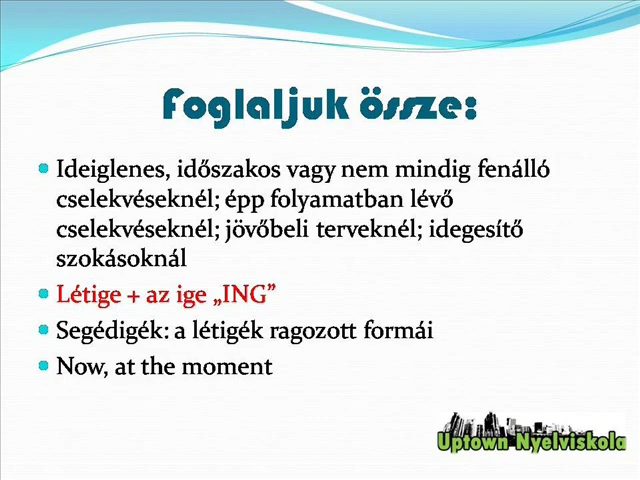 Foglaljuk össze:
Ideiglenes, időszakos vagy nem mindig fenálló
cselekvéseknél; épp folyamatban lévő
cselekvéseknél; jövőbeli terveknél; idegesítő
szokásoknál
Létige + az ige „ING”
Segédigék: a létigék ragozott formái
Now, at the moment
Uptown Nyelviskola